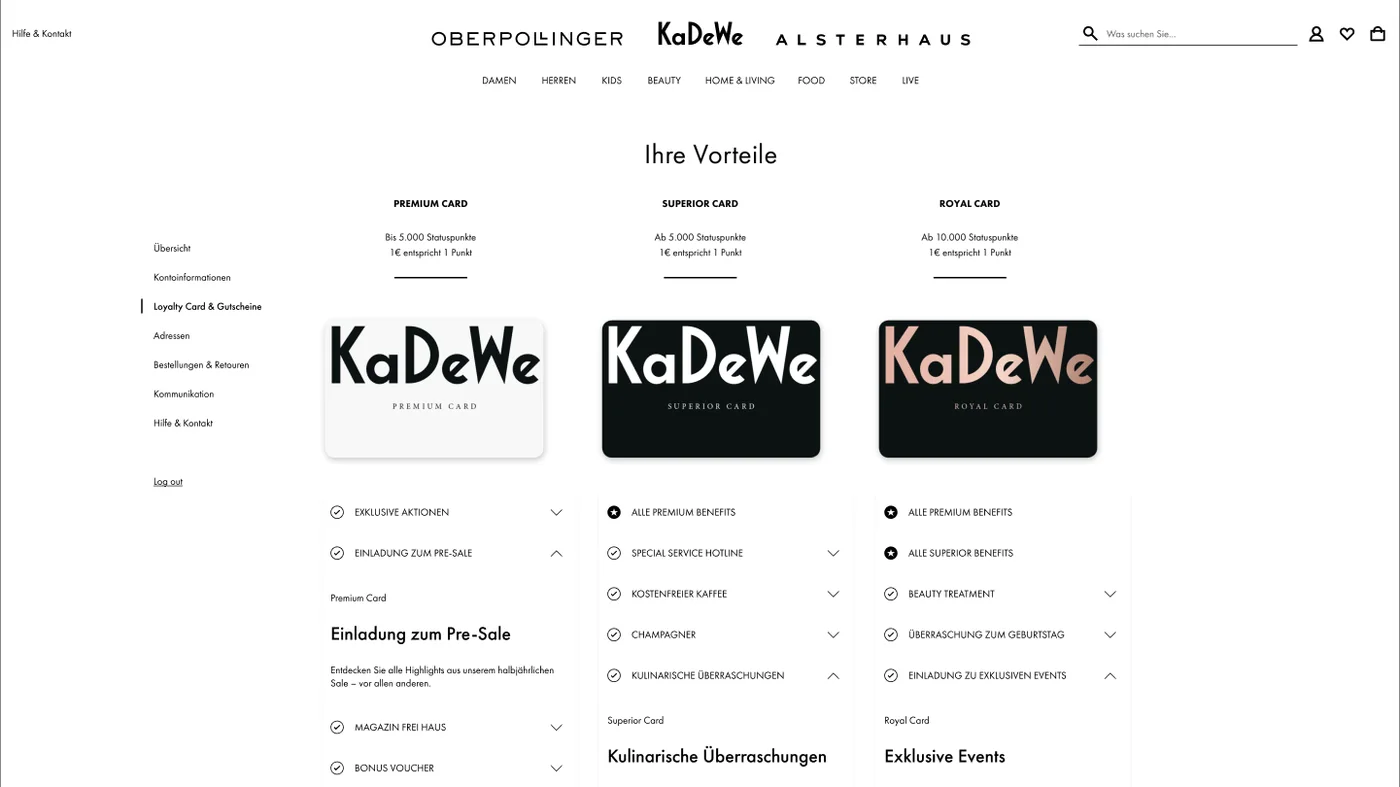 Hilfe & Kontakt
OBERPOLLINGER
KaDeWe
ALSTERHAUS
Was suchen Sie...
DAMEN
HERREN
KIDS
BEAUTY
HOME & LIVING
FOOD
STORE
LIVE
Ihre Vorteile
Übersicht
Kontoinformationen
Loyalty Card & Gutscheine
Adressen
Bestellungen & Retouren
Kommunikation
Hilfe & Kontakt
Log out
PREMIUM CARD
Bis 5.000 Statuspunkte
1€ entspricht 1 Punkt
KaDeWe
PREMIUM CARD
EXKLUSIVE AKTIONEN
EINLADUNG ZUM PRE-SALE
Premium Card
Einladung zum Pre-Sale
Entdecken Sie alle Highlights aus unserem halbjährlichen
Sale – vor allen anderen.
MAGAZIN FREI HAUS
BONUS VOUCHER
SUPERIOR CARD
Ab 5.000 Statuspunkte
1€ entspricht 1 Punkt
KaDeWe
SUPERIOR CARD
ALLE PREMIUM BENEFITS
SPECIAL SERVICE HOTLINE
KOSTENFREIER KAFFEE
CHAMPAGNER
KULINARISCHE ÜBERRASCHUNGEN
Superior Card
Kulinarische Überraschungen
ROYAL CARD
Ab 10.000 Statuspunkte
1€ entspricht 1 Punkt
KaDeWe
ROYAL CARD
ALLE PREMIUM BENEFITS
ALLE SUPERIOR BENEFITS
BEAUTY TREATMENT
ÜBERRASCHUNG ZUM GEBURTSTAG
EINLADUNG ZU EXKLUSIVEN EVENTS
Royal Card
Exklusive Events